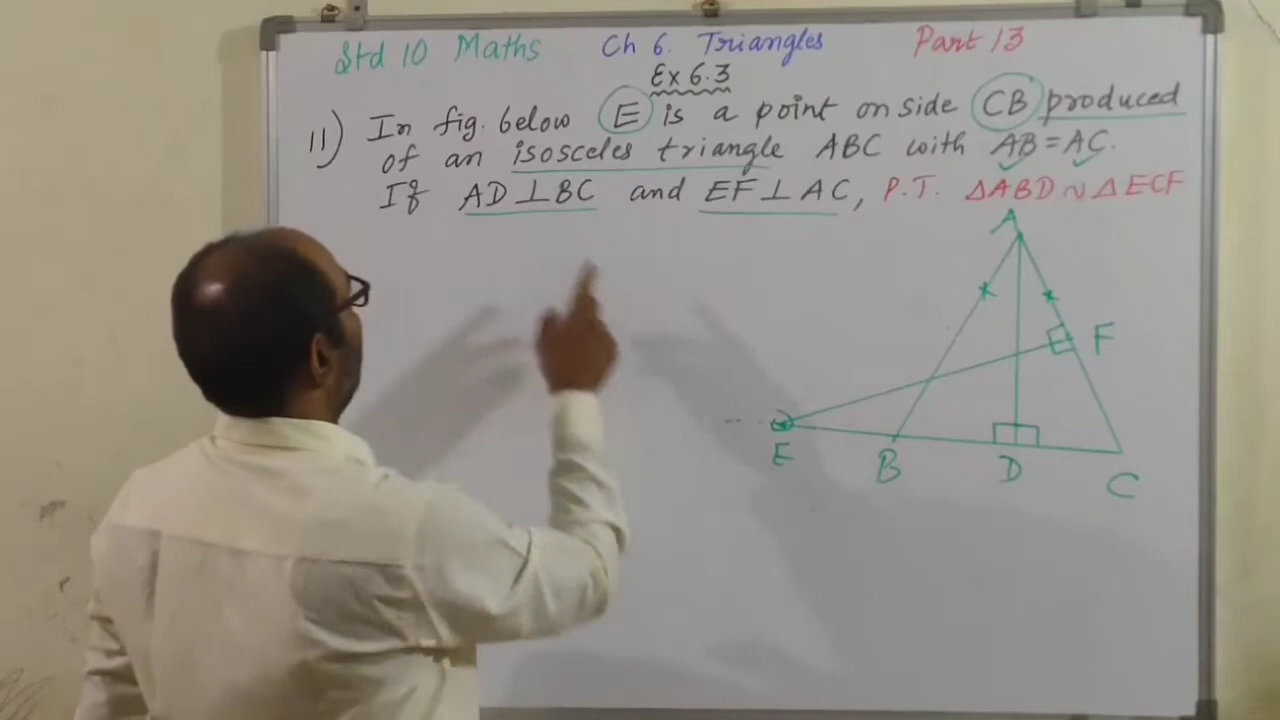 Std 10 Maths Ch 6. Triangles Part 13
Ex 6.3
11) In fig. below E is a point on side CB produced
of an isosceles triangle ABC with AB = AC.
If AD ⊥ BC and EF ⊥ AC, P.T. ΔABD ~ ΔECF
A
F
E
B D C